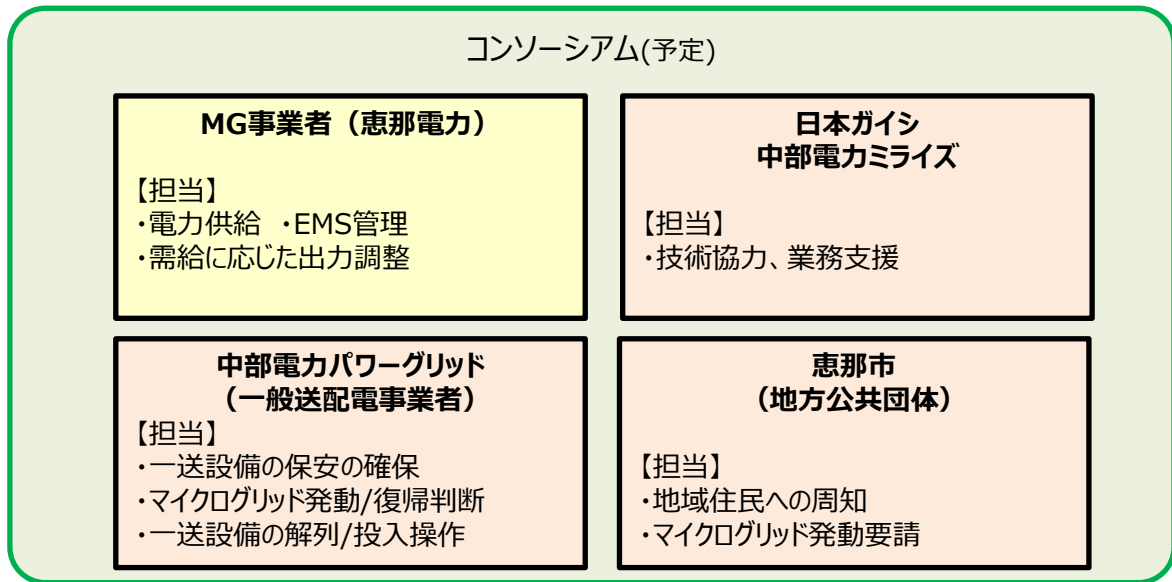 コンソーシアム(予定)
MG事業者（恵那電力）
【担当】
・電力供給 ・EMS管理
・需給に応じた出力調整
日本ガイシ
中部電力ミライズ
【担当】
・技術協力、業務支援
中部電力パワーグリッド
（一般送配電事業者）
【担当】
・一送設備の保安の確保
・マイクログリッド発動/復帰判断
・一送設備の解列/投入操作
恵那市
（地方公共団体）
【担当】
・地域住民への周知
・マイクログリッド発動要請